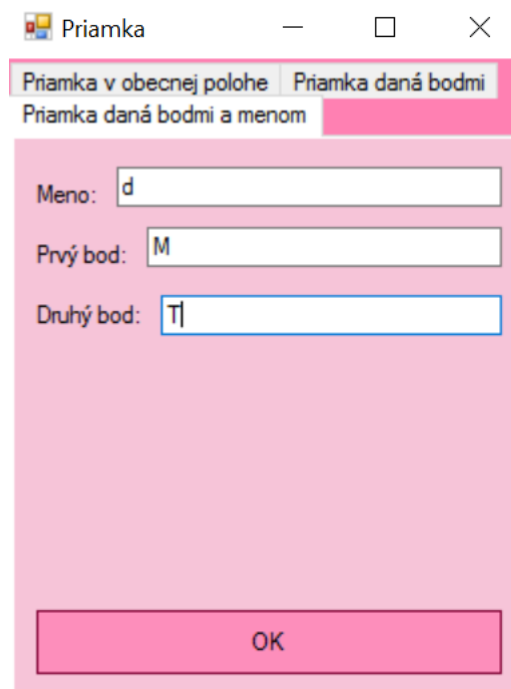 Priamka
Priamka v obecnej polohe Priamka daná bodmi
Priamka daná bodmi a menom
Meno: d
Prvý bod: M
Druhý bod: T
OK